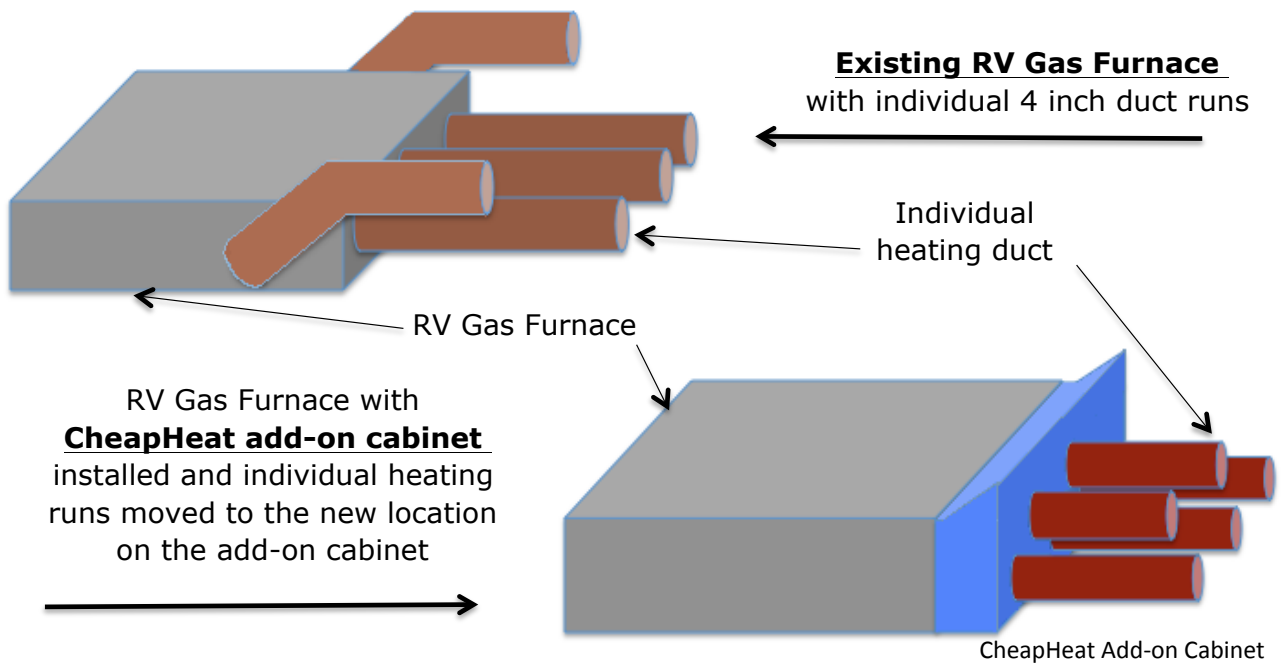 Existing RV Gas Furnace
with individual 4 inch duct runs
Individual
heating duct
RV Gas Furnace
RV Gas Furnace with
CheapHeat add-on cabinet
installed and individual heating
runs moved to the new location
on the add-on cabinet
CheapHeat Add-on Cabinet